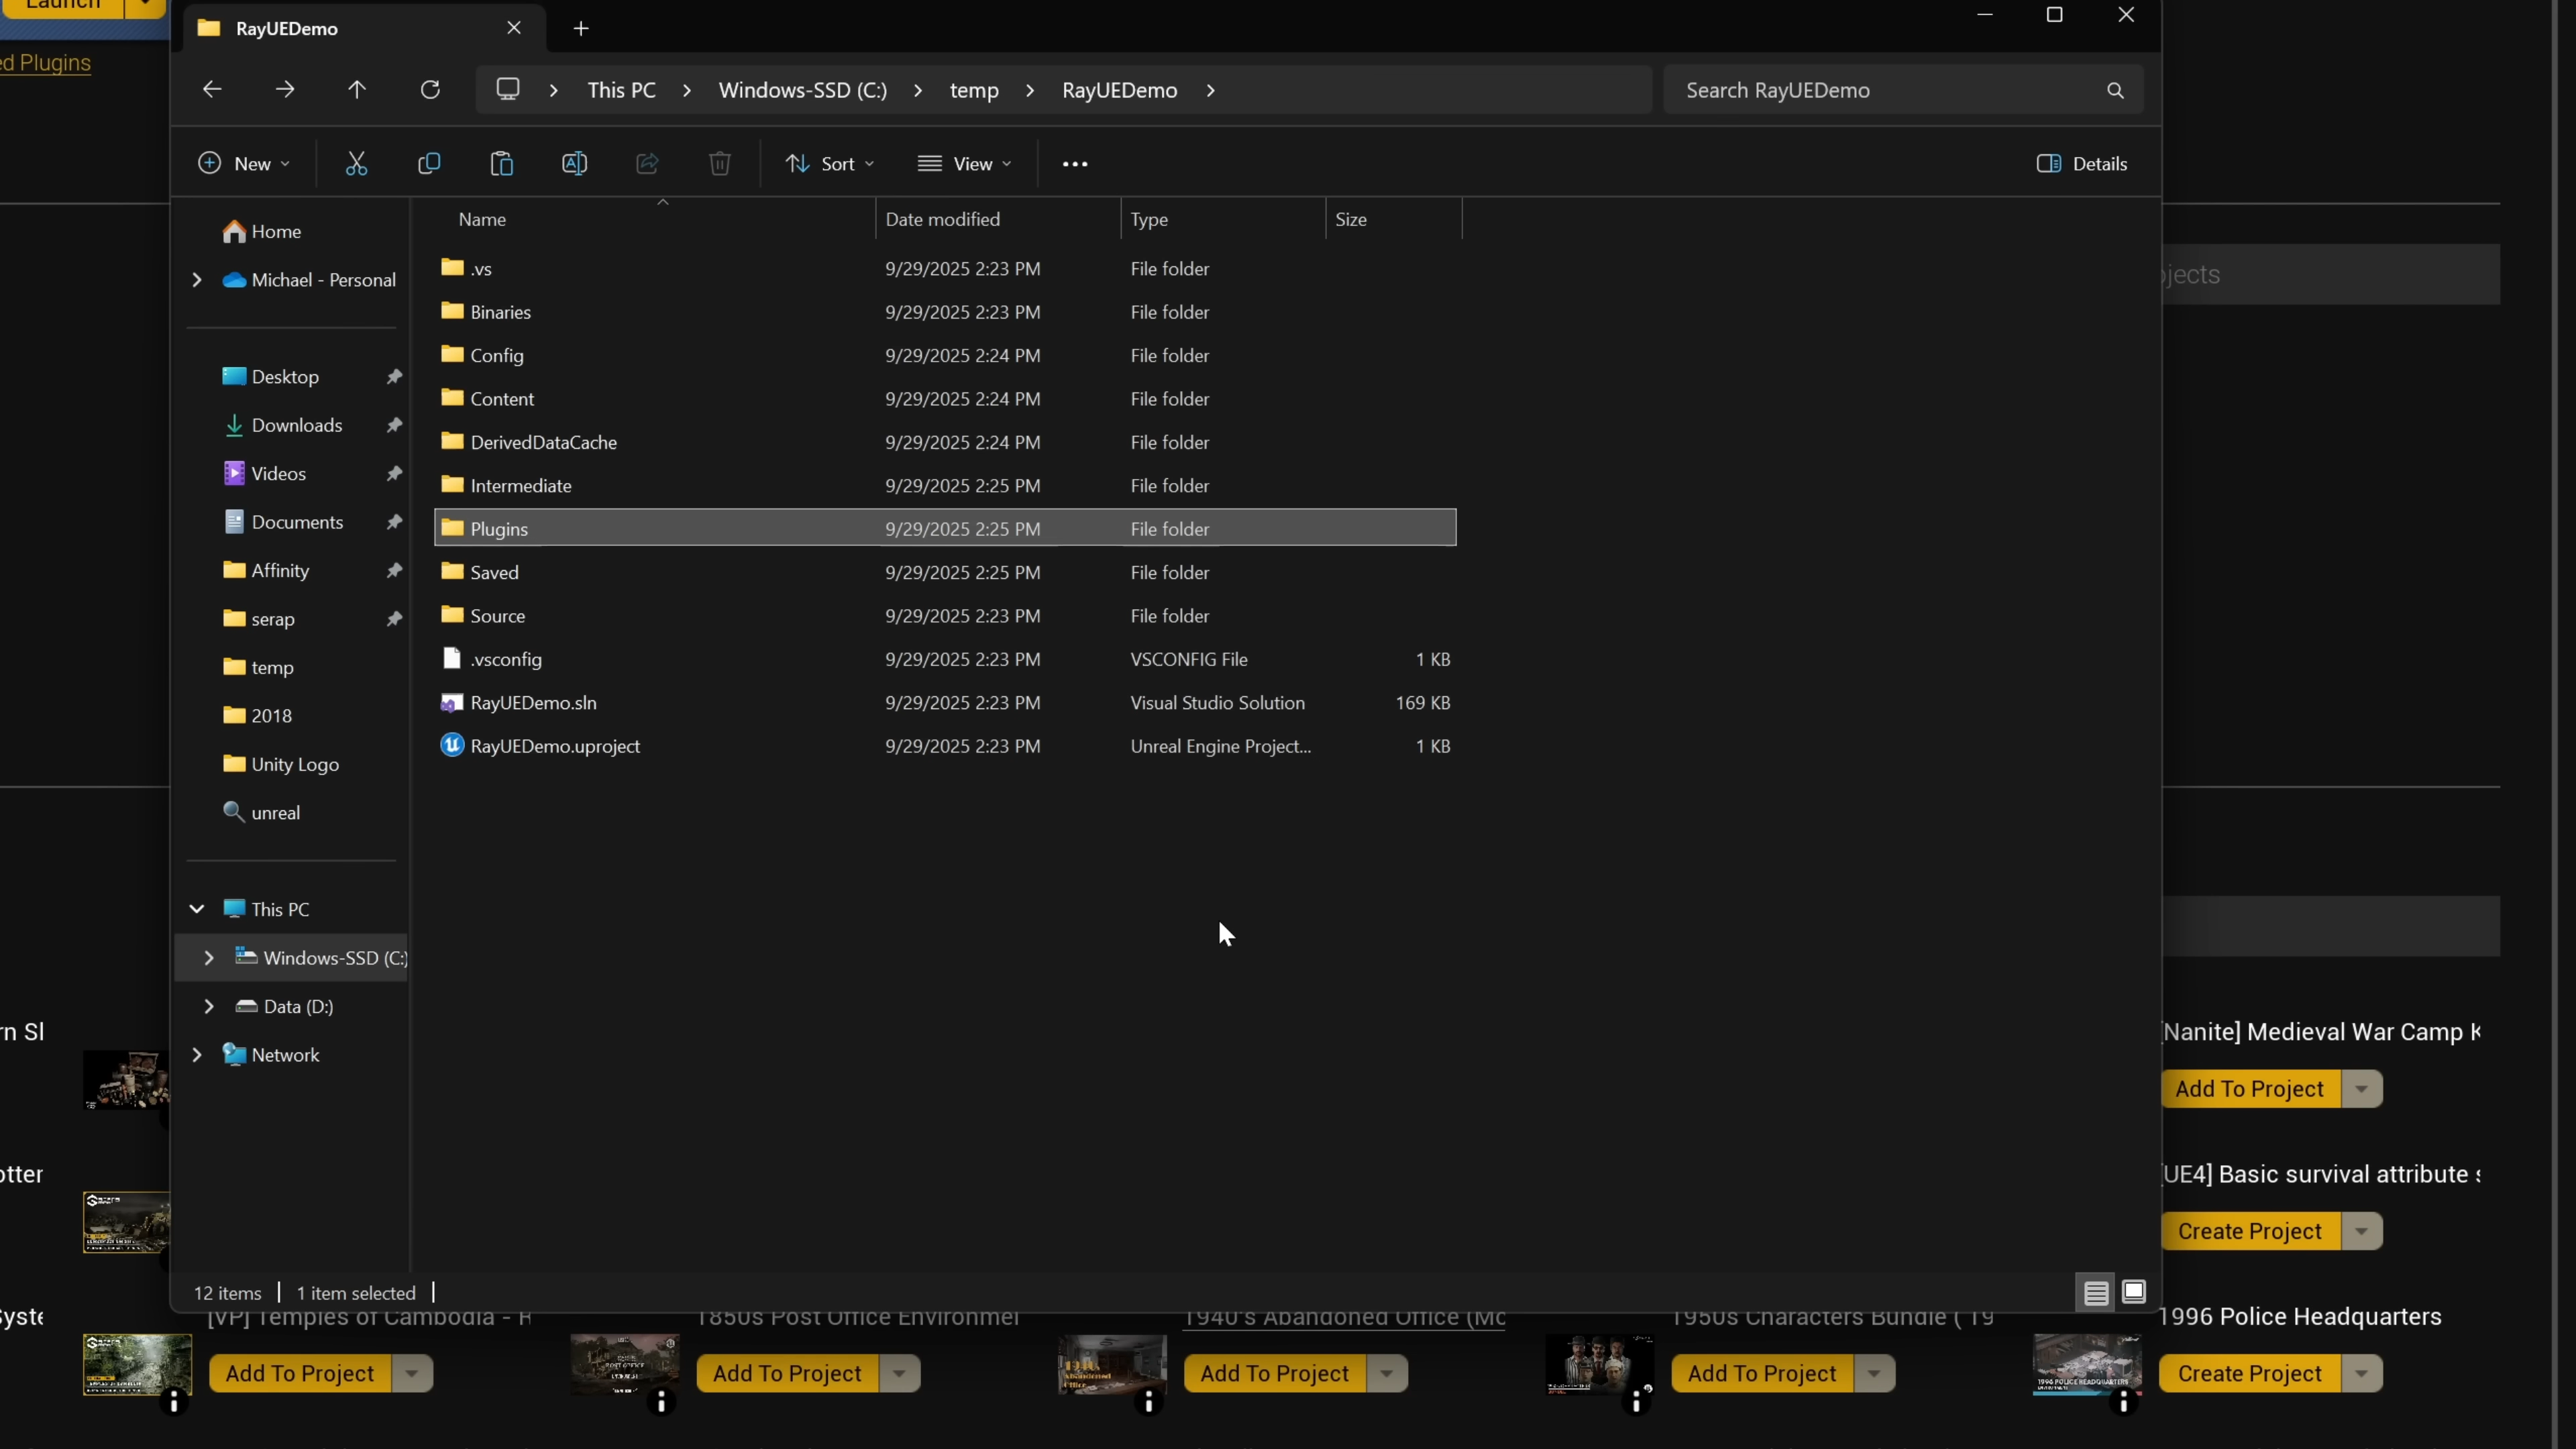 Launch
ed Plugins
RayUEDemo
This PC
Windows-SSD (C:)
temp
RayUEDemo
Search RayUEDemo
New
Sort
View
Details
Name
Date modified
Type
Size
Home
Michael - Personal
Desktop
Downloads
Videos
Documents
Affinity
serap
temp
2018
Unity Logo
unreal
This PC
Windows-SSD (C:)
Data (D:)
Network
.vs 9/29/2025 2:23 PM File folder
Binaries 9/29/2025 2:23 PM File folder
Config 9/29/2025 2:24 PM File folder
Content 9/29/2025 2:24 PM File folder
DerivedDataCache 9/29/2025 2:24 PM File folder
Intermediate 9/29/2025 2:25 PM File folder
Plugins 9/29/2025 2:25 PM File folder
Saved 9/29/2025 2:25 PM File folder
Source 9/29/2025 2:23 PM File folder
.vsconfig 9/29/2025 2:23 PM VSCONFIG File 1 KB
RayUEDemo.sln 9/29/2025 2:23 PM Visual Studio Solution 169 KB
RayUEDemo.uproject 9/29/2025 2:23 PM Unreal Engine Project... 1 KB
12 items
1 item selected
ojects
rn Sl
[Nanite] Medieval War Camp K
Add To Project
otter
[UE4] Basic survival attribute s
Create Project
Syste
[VP] Temples of Cambodia - R
1850s Post Office Environmer
1940's Abandoned Office (Mo
1950s Characters Bundle ( 19
1996 Police Headquarters
Add To Project
Add To Project
Add To Project
Add To Project
Create Project